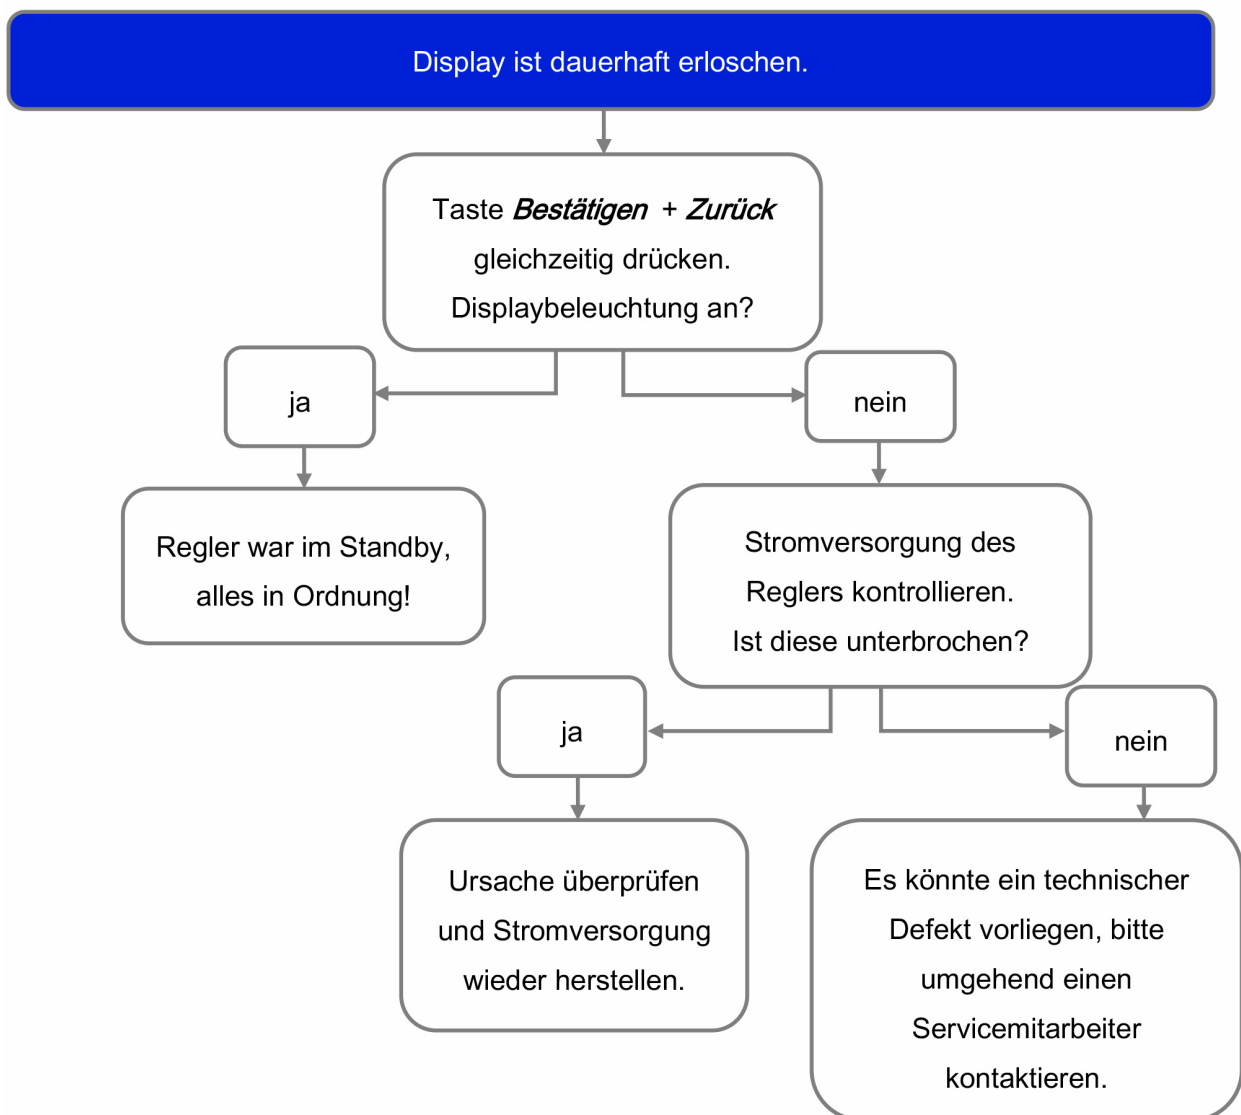 Display ist dauerhaft erloschen.
Taste Bestätigen + Zurück
gleichzeitig drücken.
Displaybeleuchtung an?
ja
nein
Regler war im Standby,
alles in Ordnung!
Stromversorgung des
Reglers kontrollieren.
Ist diese unterbrochen?
ja
nein
Ursache überprüfen
und Stromversorgung
wieder herstellen.
Es könnte ein technischer
Defekt vorliegen, bitte
umgehend einen
Servicemitarbeiter
kontaktieren.